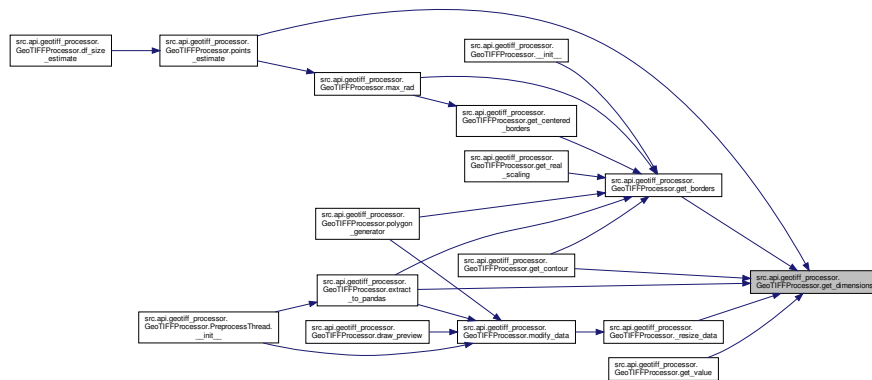 src.api.geotiff_processor.
GeoTIFFProcessor.df_size
_estimate
src.api.geotiff_processor.
GeoTIFFProcessor.points
_estimate
src.api.geotiff_processor.
GeoTIFFProcessor.__init__
src.api.geotiff_processor.
GeoTIFFProcessor.max_rad
src.api.geotiff_processor.
GeoTIFFProcessor.get_centered
_borders
src.api.geotiff_processor.
GeoTIFFProcessor.get_real
_scaling
src.api.geotiff_processor.
GeoTIFFProcessor.get_borders
src.api.geotiff_processor.
GeoTIFFProcessor.polygon
_generator
src.api.geotiff_processor.
GeoTIFFProcessor.get_contour
src.api.geotiff_processor.
GeoTIFFProcessor.get_dimensions
src.api.geotiff_processor.
GeoTIFFProcessor.extract
_to_pandas
src.api.geotiff_processor.
GeoTIFFProcessor.PreprocessThread.
__init__
src.api.geotiff_processor.
GeoTIFFProcessor.draw_preview
src.api.geotiff_processor.
GeoTIFFProcessor.modify_data
src.api.geotiff_processor.
GeoTIFFProcessor._resize_data
src.api.geotiff_processor.
GeoTIFFProcessor.get_value